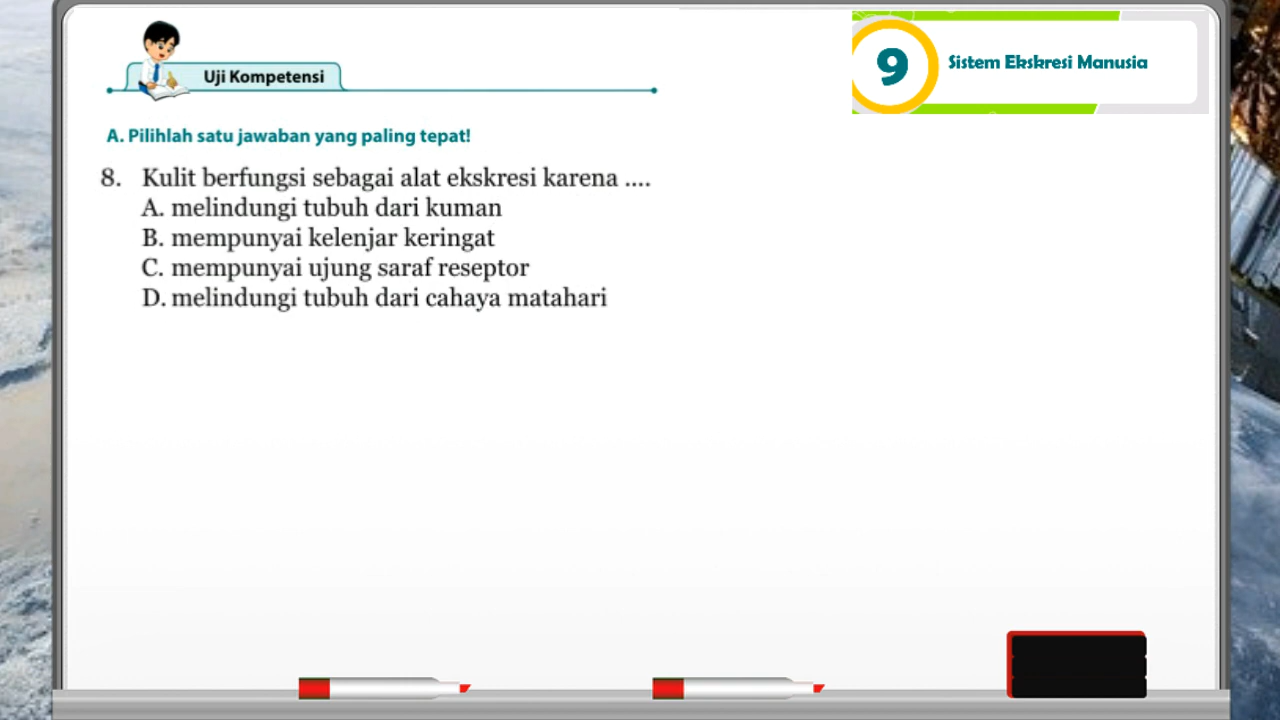 Uji Kompetensi
9
Sistem Ekskresi Manusia
A. Pilihlah satu jawaban yang paling tepat!
8. Kulit berfungsi sebagai alat ekskresi karena ....
A. melindungi tubuh dari kuman
B. mempunyai kelenjar keringat
C. mempunyai ujung saraf reseptor
D. melindungi tubuh dari cahaya matahari